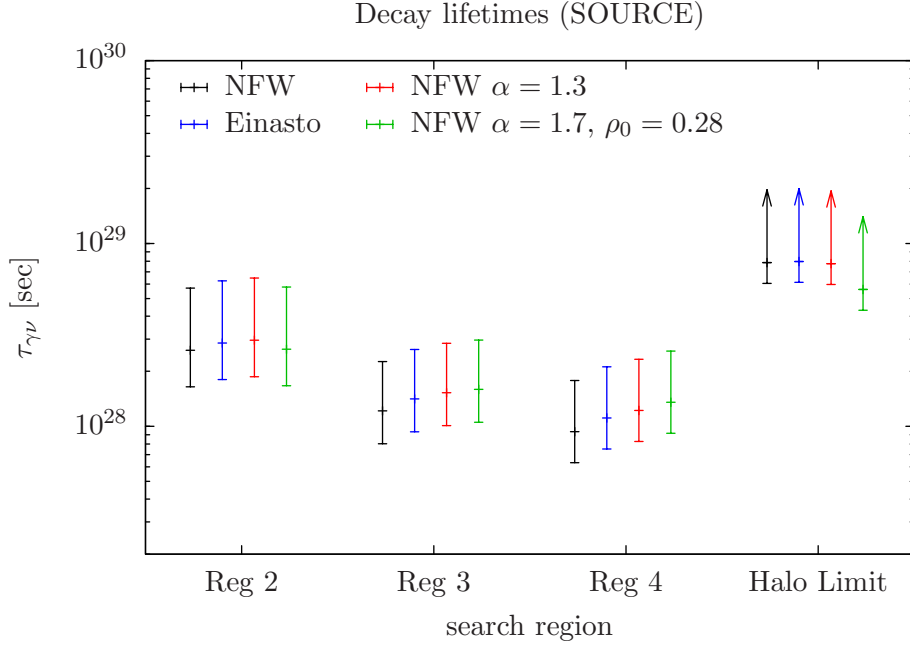 Decay lifetimes (SOURCE)
10^30
NFW
NFW α = 1.3
Einasto
NFW α = 1.7, ρ₀ = 0.28
10^29
10^28
τγν [sec]
Reg 2
Reg 3
Reg 4
Halo Limit
search region